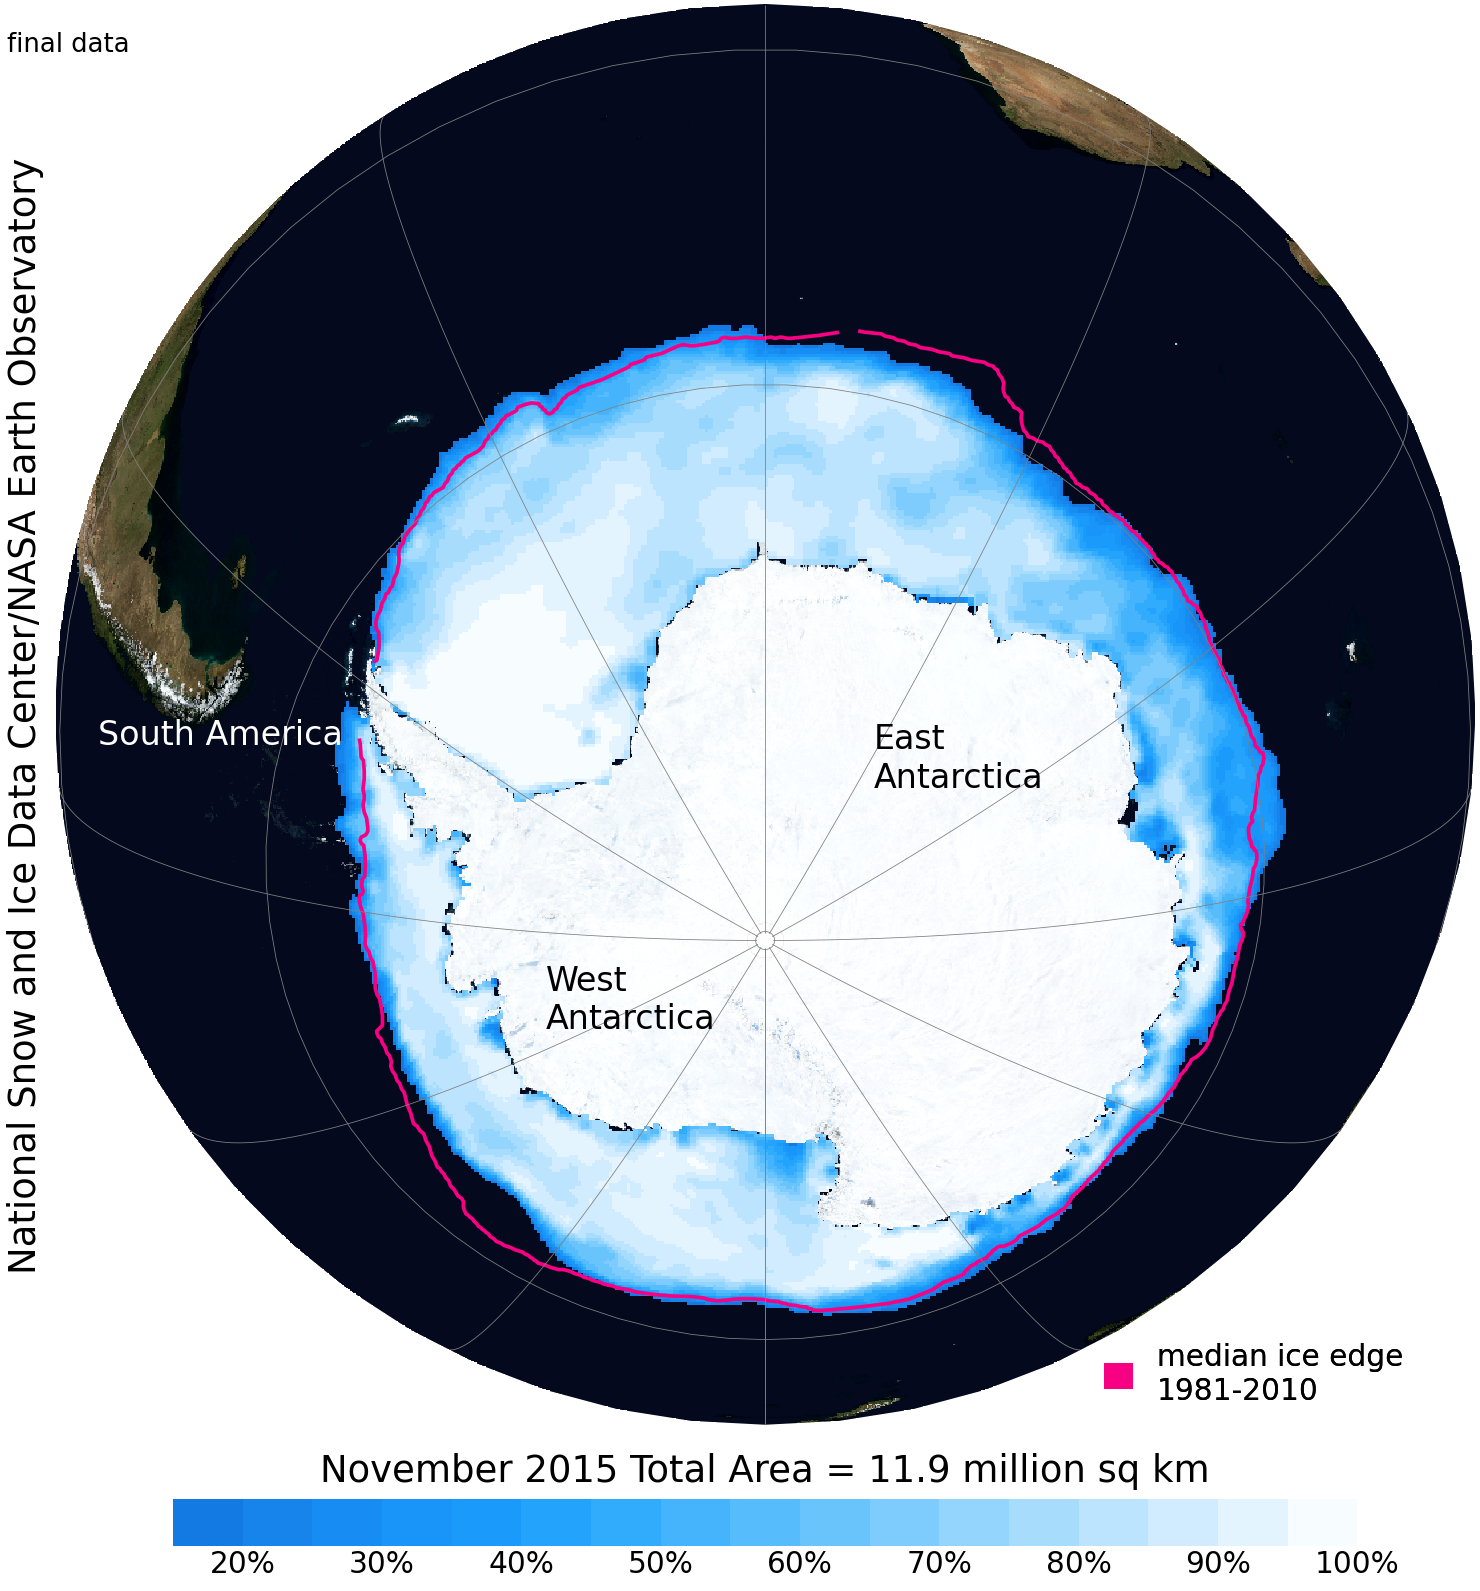 final data
National Snow and Ice Data Center/NASA Earth Observatory
South America
East
Antarctica
West
Antarctica
median ice edge
1981-2010
November 2015 Total Area = 11.9 million sq km
20% 30% 40% 50% 60% 70% 80% 90% 100%